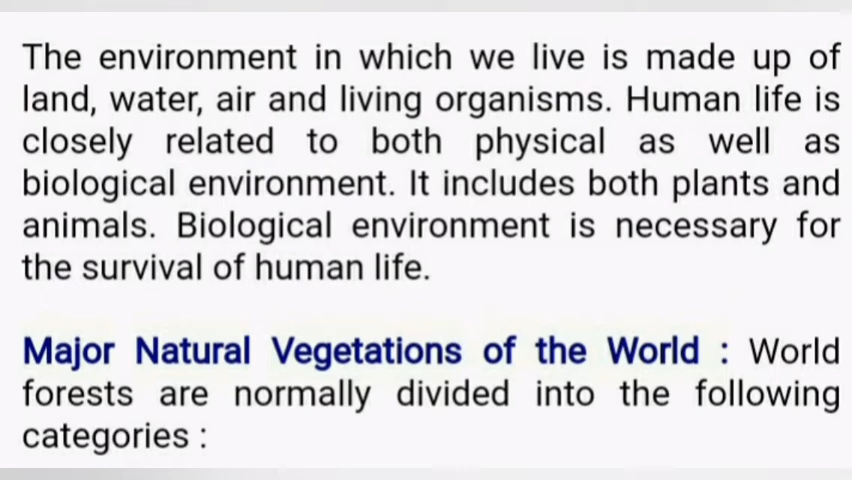 The environment in which we live is made up of
land, water, air and living organisms. Human life is
closely related to both physical as well as
biological environment. It includes both plants and
animals. Biological environment is necessary for
the survival of human life.
Major Natural Vegetations of the World : World
forests are normally divided into the following
categories :